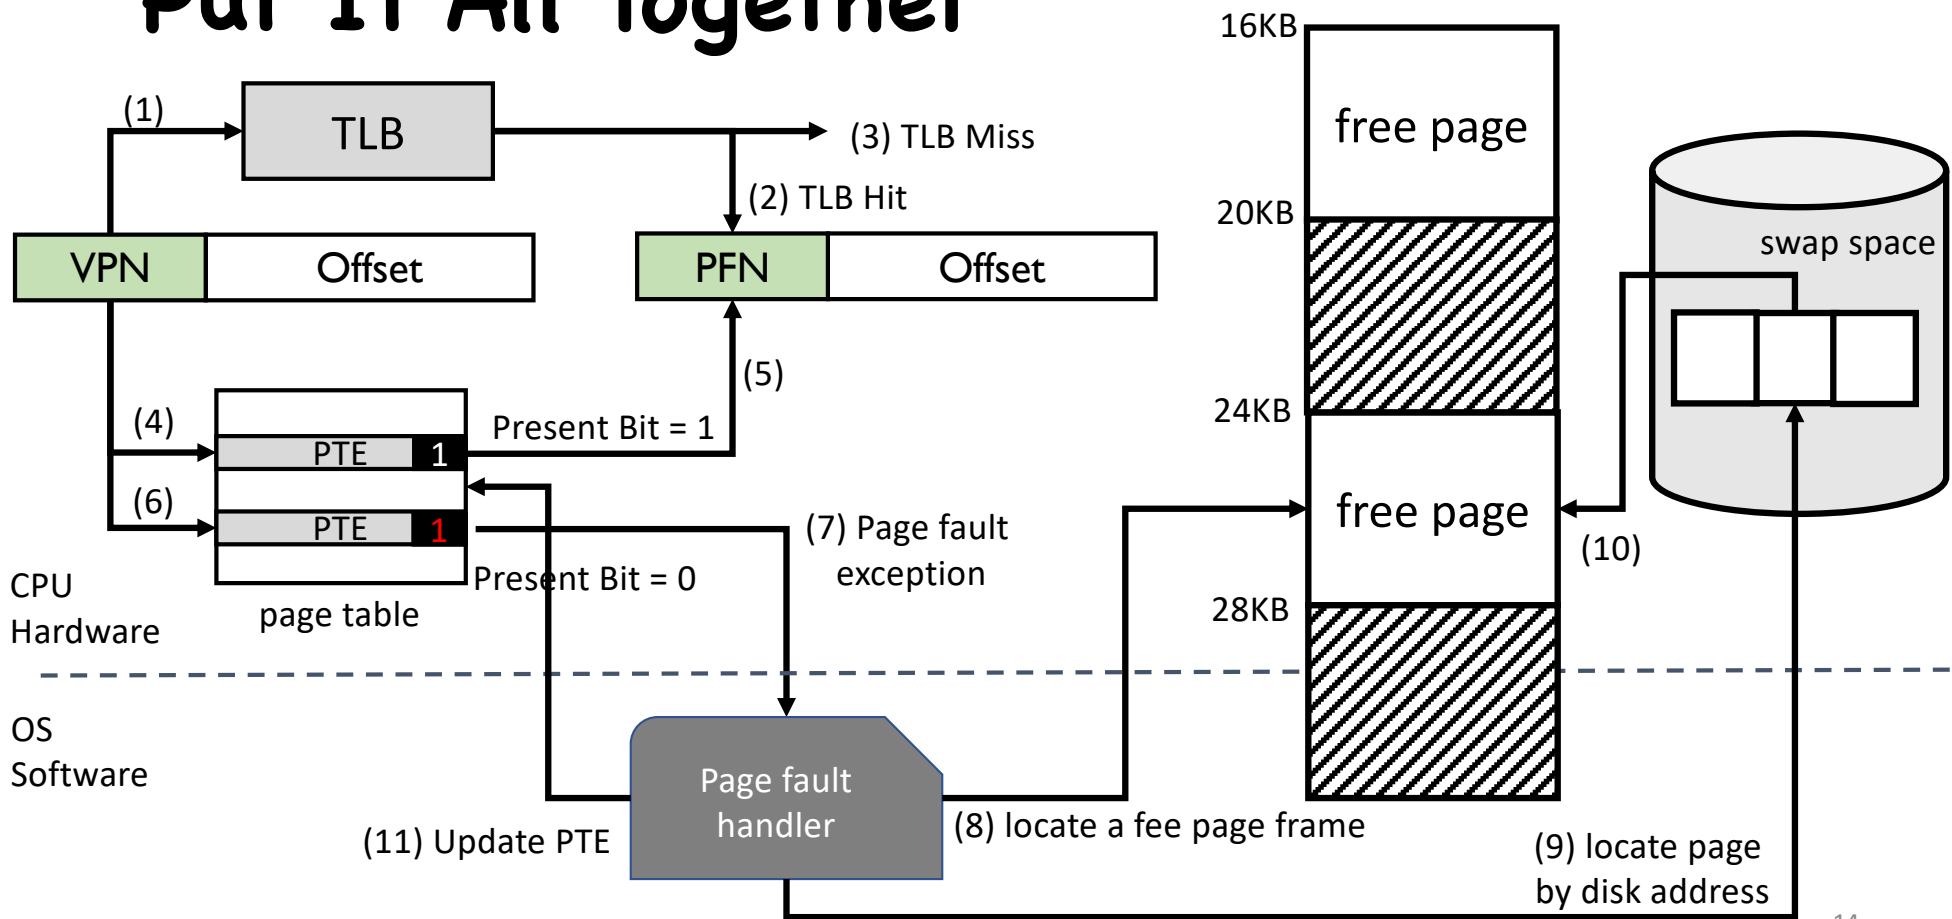 Put It All Together
16KB
(1)
TLB
(3) TLB Miss
free page
(2) TLB Hit
20KB
swap space
VPN
Offset
PFN
Offset
(5)
24KB
(4)
Present Bit = 1
PTE
1
(6)
PTE
1
(7) Page fault
exception
free page
(10)
Present Bit = 0
CPU
Hardware
page table
28KB
OS
Software
Page fault
handler
(11) Update PTE
(8) locate a fee page frame
(9) locate page
by disk address
14